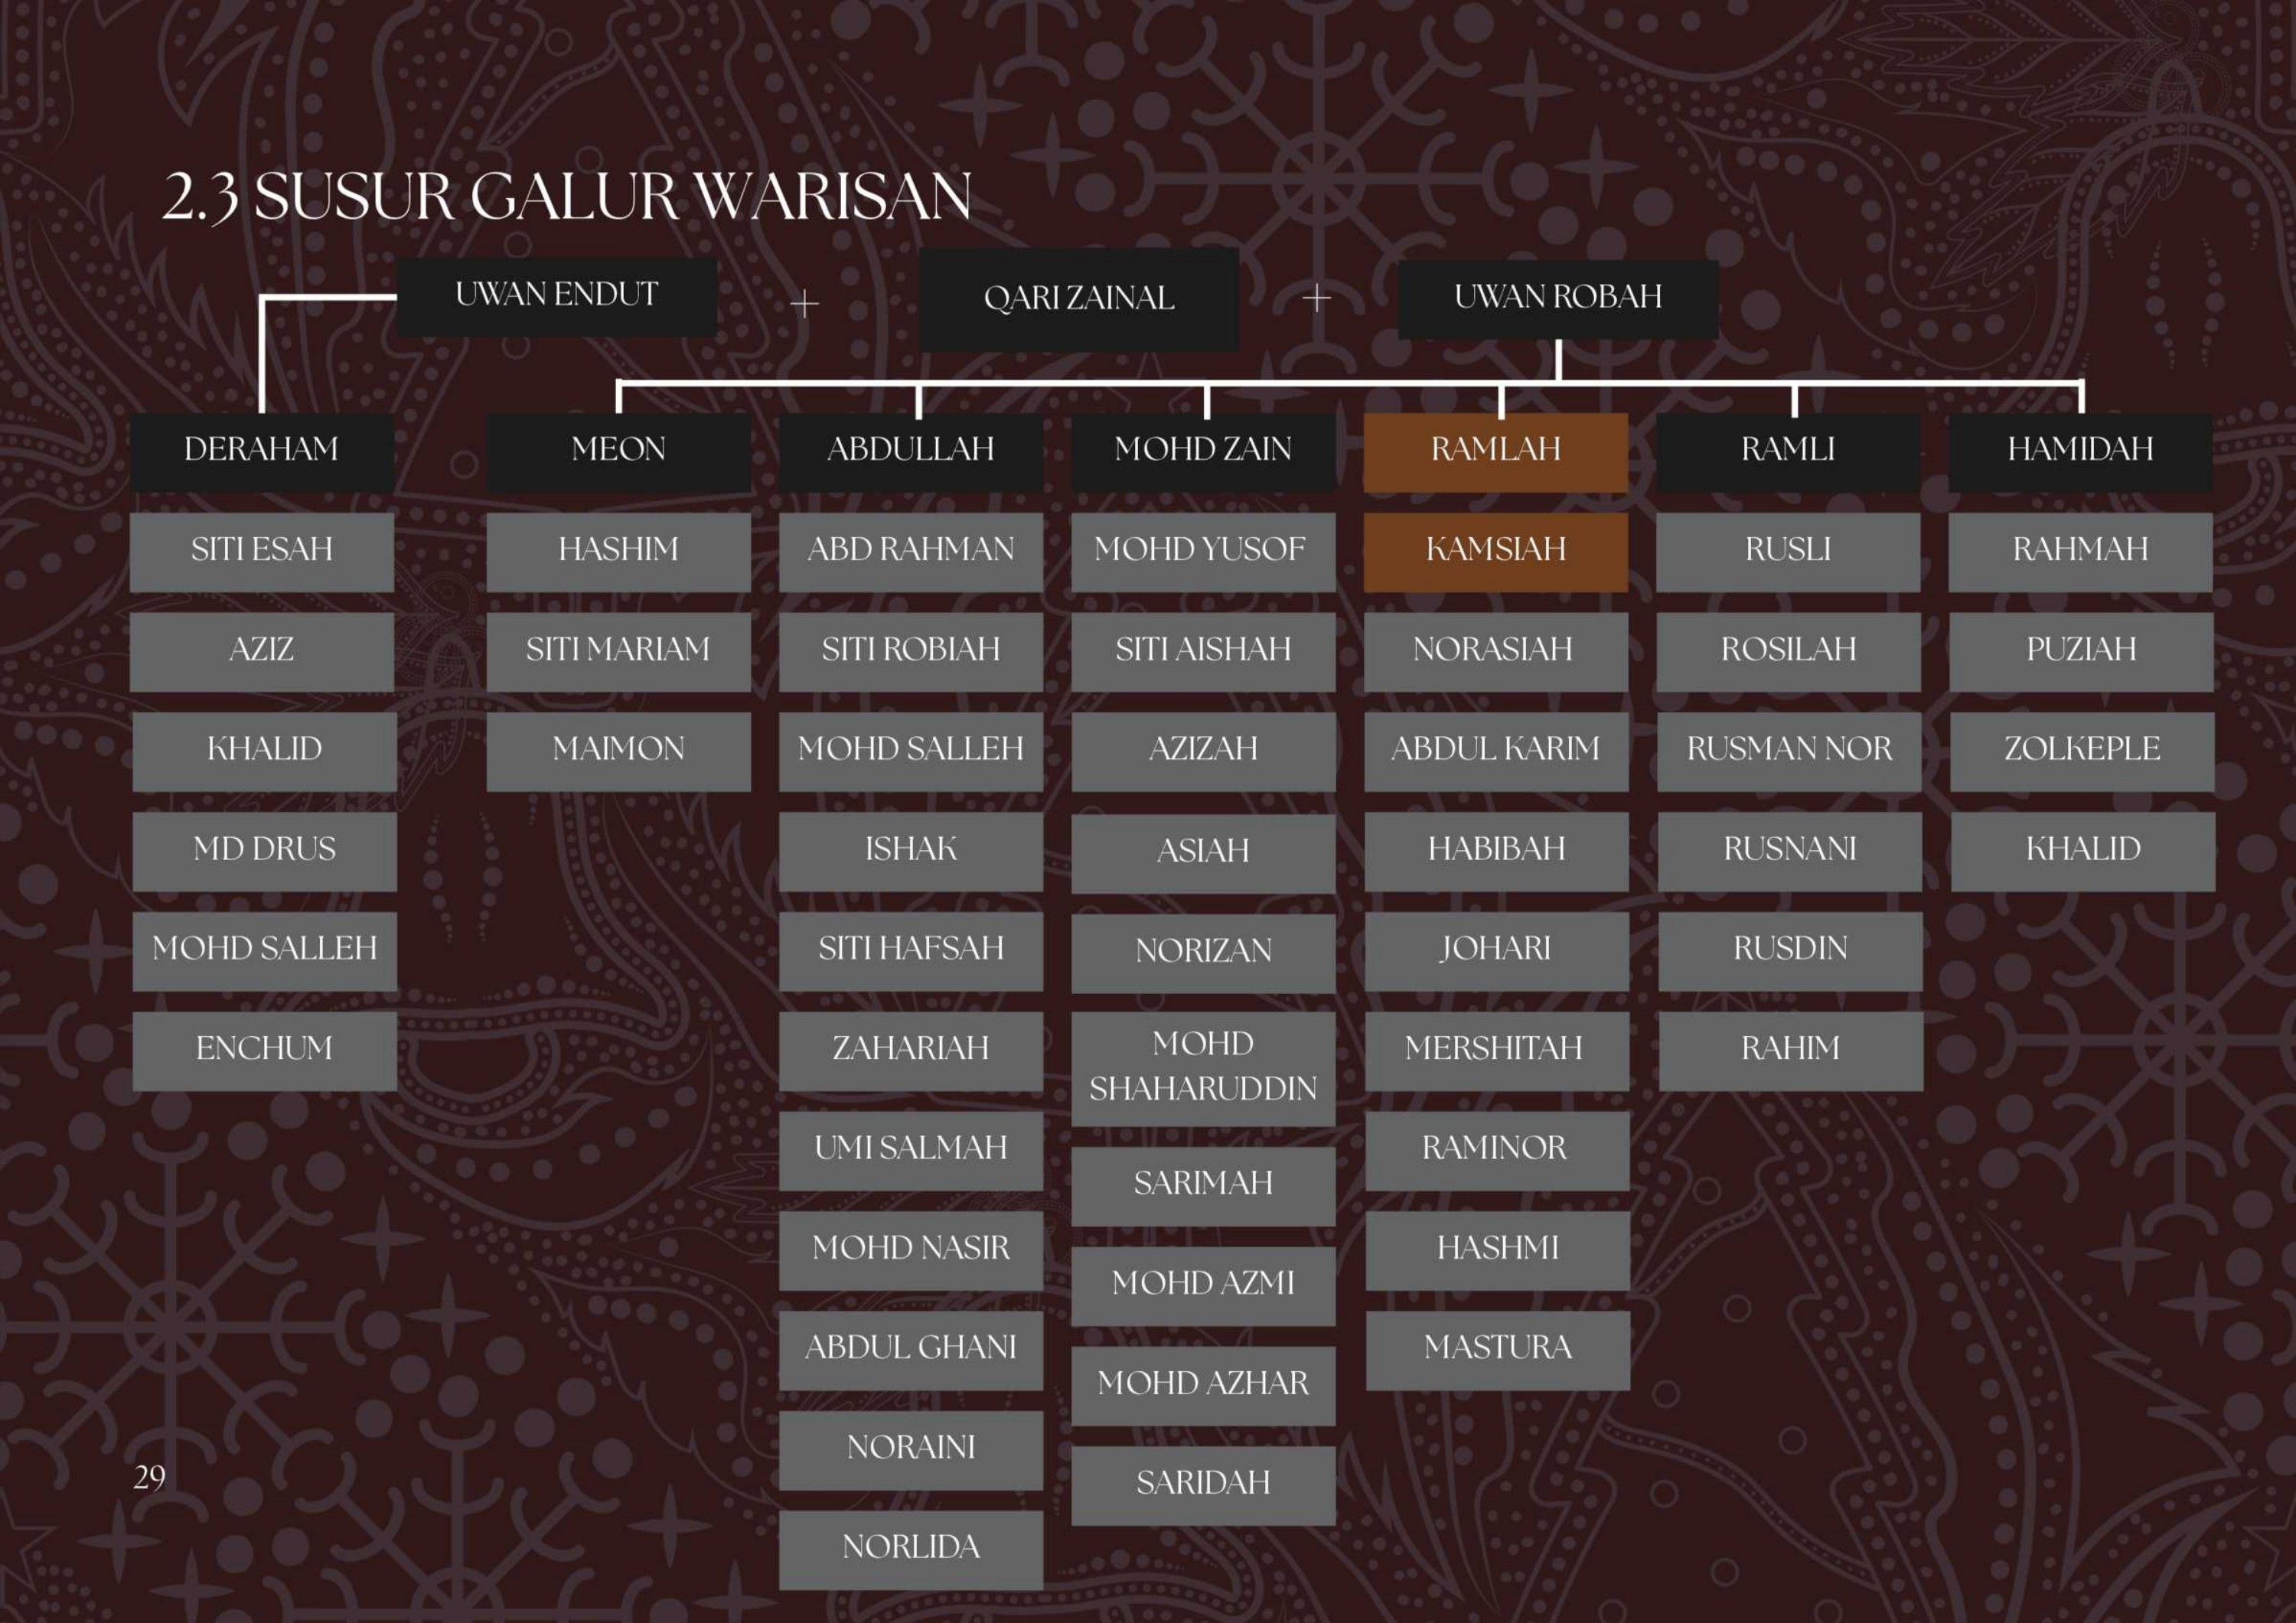 2.3 SUSUR GALUR WARISAN
UWAN ENDUT
+
QARI ZAINAL
+
UWAN ROBAH
DERAHAM
MEON
ABDULLAH
MOHD ZAIN
RAMLAH
RAMLI
HAMIDAH
SITI ESAH
HASHIM
ABD RAHMAN
MOHD YUSOF
KAMSIAH
RUSLI
RAHMAH
AZIZ
SITI MARIAM
SITI ROBIAH
SITI AISHAH
NORASIAH
ROSILAH
PUZIAH
KHALID
MAIMON
MOHD SALLEH
AZIZAH
ABDUL KARIM
RUSMAN NOR
ZOLKEPLE
MD DRUS
ISHAK
ASIAH
HABIBAH
RUSNANI
KHALID
MOHD SALLEH
SITI HAFSAH
NORIZAN
JOHARI
RUSDIN
ENCHUM
ZAHARIAH
MOHD
SHAHARUDDIN
MERSHITAH
RAHIM
UMI SALMAH
SARIMAH
RAMINOR
MOHD NASIR
MOHD AZMI
HASHMI
ABDUL GHANI
MOHD AZHAR
MASTURA
NORAINI
SARIDAH
NORLIDA
29